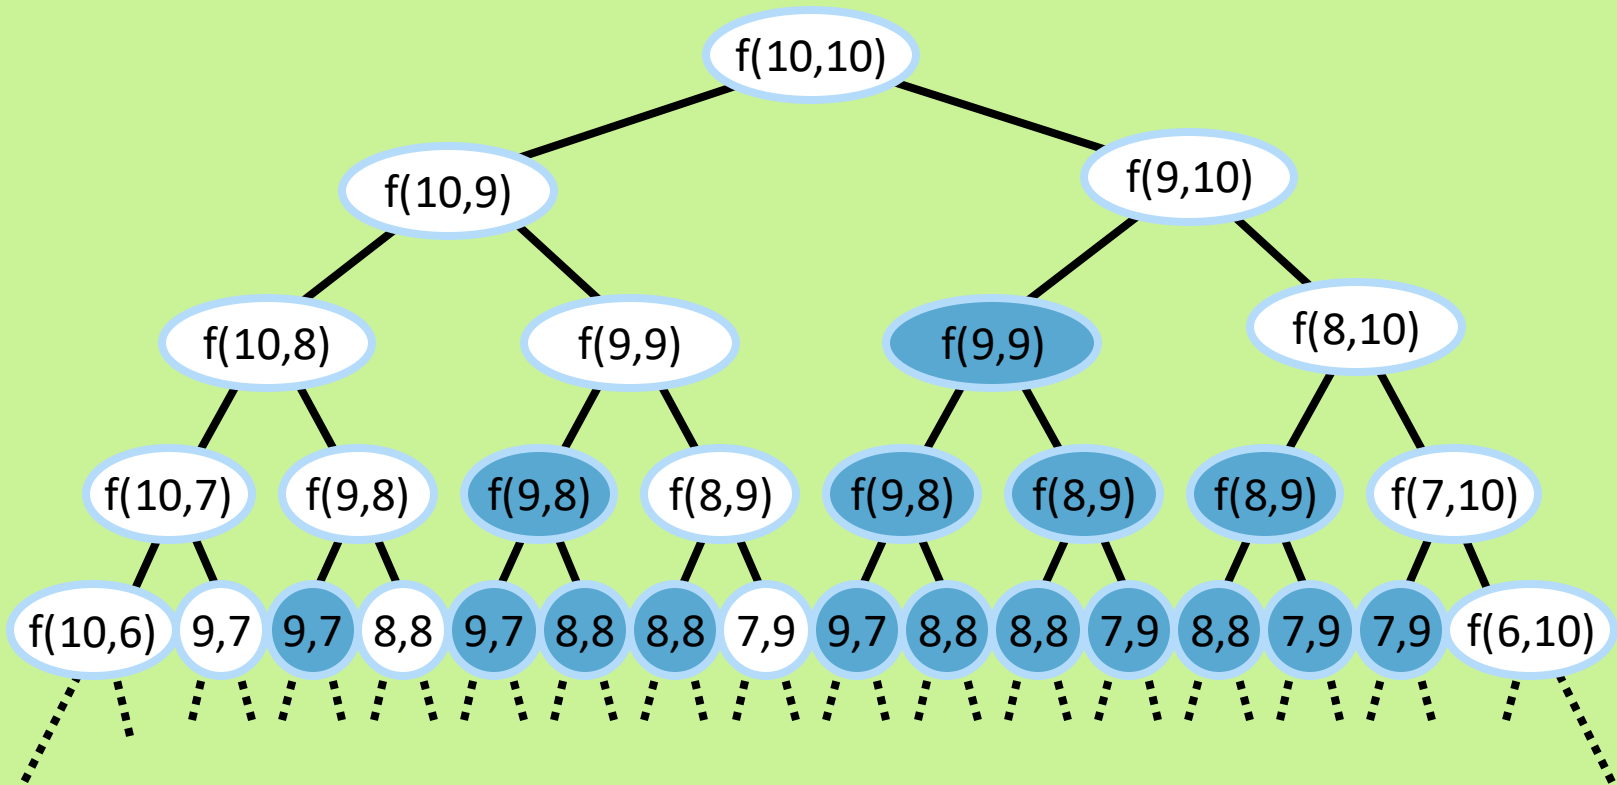 f(10,10)
f(10,9) f(9,10)
f(10,8) f(9,9) f(9,9) f(8,10)
f(10,7) f(9,8) f(9,8) f(8,9) f(9,8) f(8,9) f(8,9) f(7,10)
f(10,6) 9,7 9,7 8,8 9,7 8,8 8,8 7,9 9,7 8,8 8,8 7,9 8,8 7,9 7,9 f(6,10)